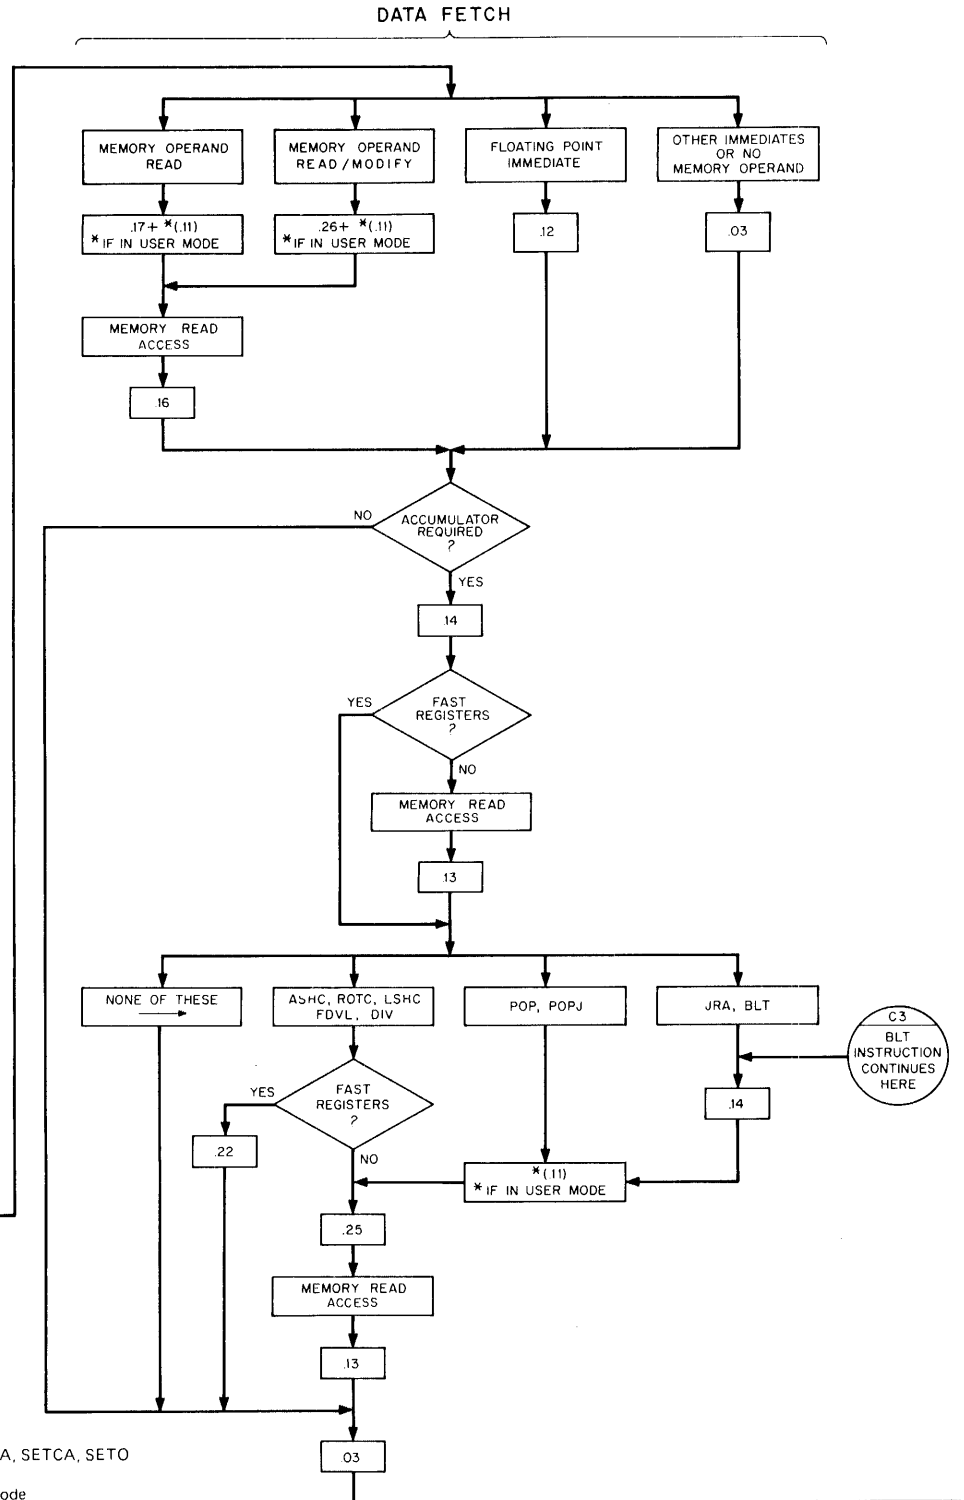 DATA FETCH
MEMORY OPERAND
READ
MEMORY OPERAND
READ/MODIFY
FLOATING POINT
IMMEDIATE
OTHER IMMEDIATES
OR NO
MEMORY OPERAND
.17+ *(.11)
*IF IN USER MODE
.26+ *(.11)
*IF IN USER MODE
.12
.03
MEMORY READ
ACCESS
.16
NO
ACCUMULATOR
REQUIRED
?
YES
.14
YES
FAST
REGISTERS
?
NO
MEMORY READ
ACCESS
.13
NONE OF THESE
ASHC, ROTC, LSHC
FDVL, DIV
POP, POPJ
JRA, BLT
C3
BLT
INSTRUCTION
CONTINUES
HERE
YES
FAST
REGISTERS
?
.14
.22
NO
*(.11)
*IF IN USER MODE
.25
MEMORY READ
ACCESS
.13
A, SETCA, SETO
.03
ode